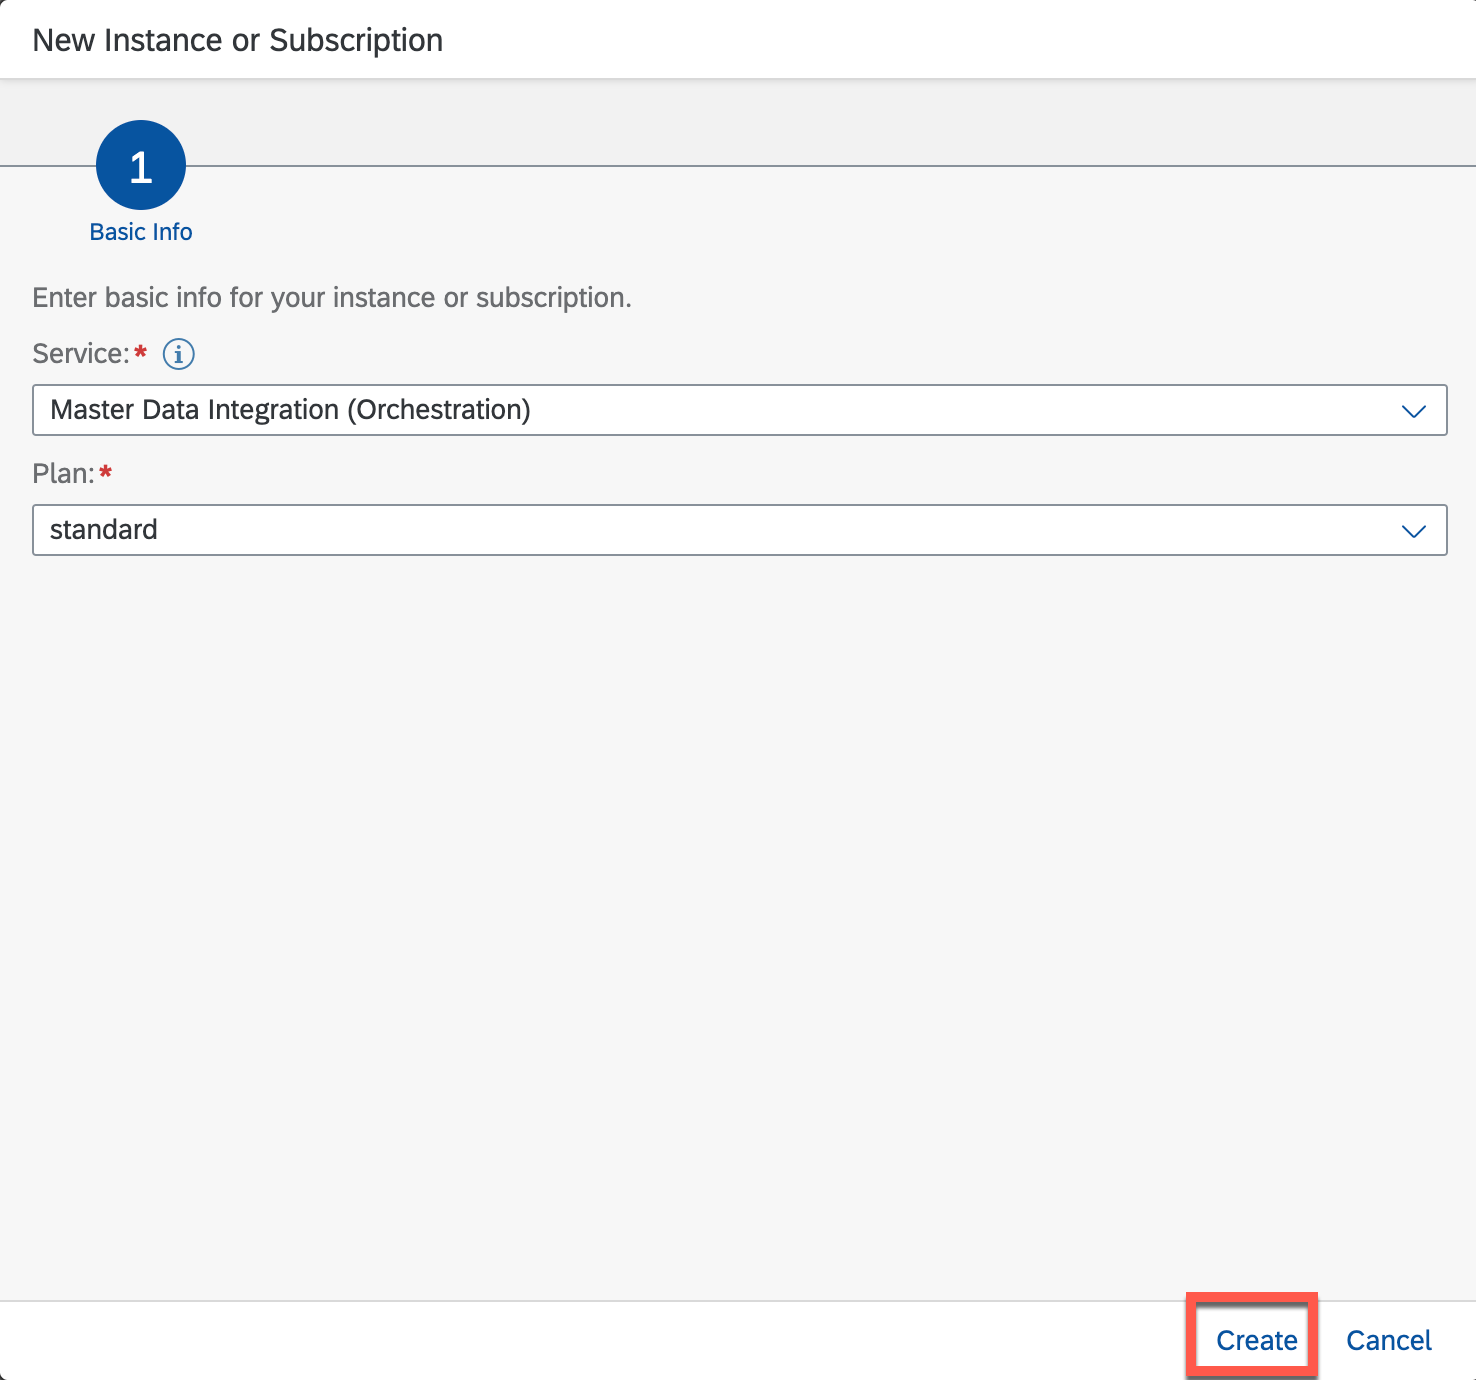 New Instance or Subscription
1
Basic Info
Enter basic info for your instance or subscription.
Service:*
Master Data Integration (Orchestration)
Plan:*
standard
Create Cancel